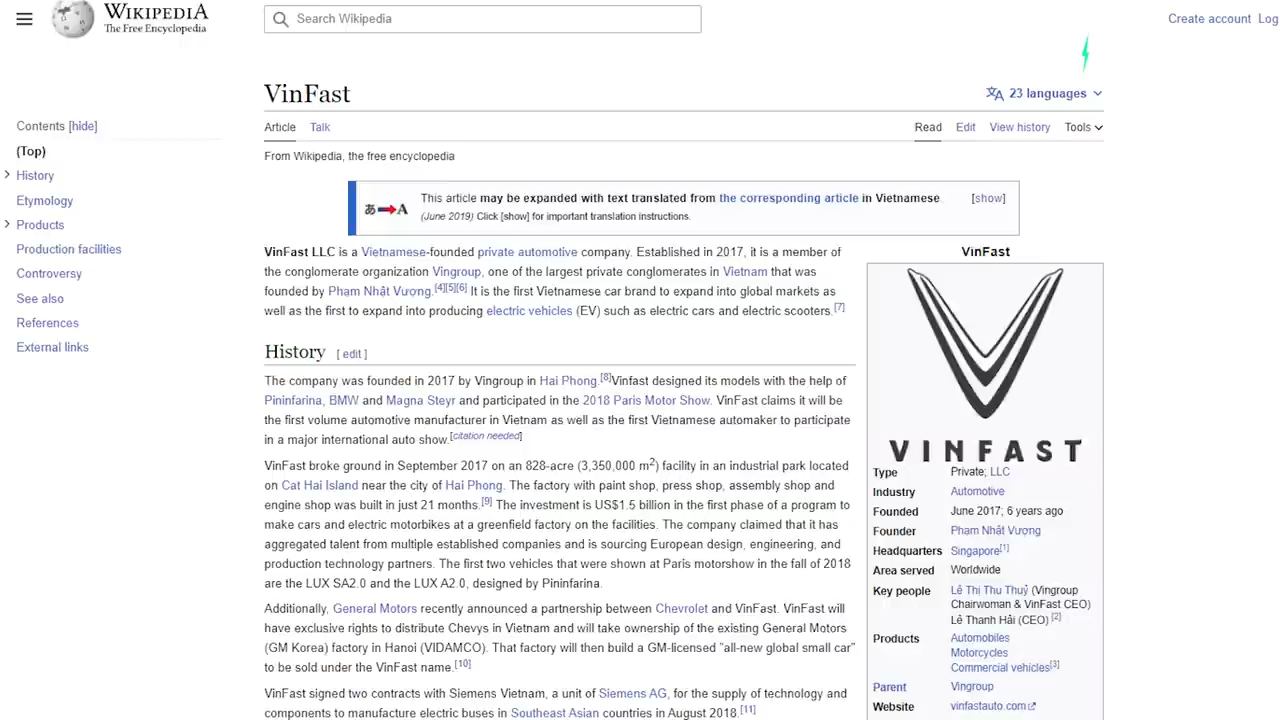 WIKIPEDIA
The Free Encyclopedia
Search Wikipedia
Create account Log
VinFast
23 languages
Contents [hide]
(Top)
History
Etymology
Products
Production facilities
Controversy
See also
References
External links
Article Talk
Read Edit View history Tools
From Wikipedia, the free encyclopedia
あ A
This article may be expanded with text translated from the corresponding article in Vietnamese. [show]
(June 2019) Click [show] for important translation instructions.
VinFast LLC is a Vietnamese-founded private automotive company. Established in 2017, it is a member of
the conglomerate organization Vingroup, one of the largest private conglomerates in Vietnam that was
founded by Phạm Nhật Vượng.[4][5][6] It is the first Vietnamese car brand to expand into global markets as
well as the first to expand into producing electric vehicles (EV) such as electric cars and electric scooters.[7]
History [ edit ]
The company was founded in 2017 by Vingroup in Hai Phong.[8]Vinfast designed its models with the help of
Pininfarina, BMW and Magna Steyr and participated in the 2018 Paris Motor Show. VinFast claims it will be
the first volume automotive manufacturer in Vietnam as well as the first Vietnamese automaker to participate
in a major international auto show.[citation needed]
VinFast broke ground in September 2017 on an 828-acre (3,350,000 m2) facility in an industrial park located
on Cat Hai Island near the city of Hai Phong. The factory with paint shop, press shop, assembly shop and
engine shop was built in just 21 months.[9] The investment is US$1.5 billion in the first phase of a program to
make cars and electric motorbikes at a greenfield factory on the facilities. The company claimed that it has
aggregated talent from multiple established companies and is sourcing European design, engineering, and
production technology partners. The first two vehicles that were shown at Paris motorshow in the fall of 2018
are the LUX SA2.0 and the LUX A2.0, designed by Pininfarina.
Additionally, General Motors recently announced a partnership between Chevrolet and VinFast. VinFast will
have exclusive rights to distribute Chevys in Vietnam and will take ownership of the existing General Motors
(GM Korea) factory in Hanoi (VIDAMCO). That factory will then build a GM-licensed "all-new global small car"
to be sold under the VinFast name.[10]
VinFast signed two contracts with Siemens Vietnam, a unit of Siemens AG, for the supply of technology and
components to manufacture electric buses in Southeast Asian countries in August 2018.[11]
VinFast
VINFAST
Type Private; LLC
Industry Automotive
Founded June 2017; 6 years ago
Founder Phạm Nhật Vượng
Headquarters Singapore[1]
Area served Worldwide
Key people Lê Thị Thu Thuỷ (Vingroup
Chairwoman & VinFast CEO)
Lê Thanh Hải (CEO) [2]
Products Automobiles
Motorcycles
Commercial vehicles[3]
Parent Vingroup
Website vinfastauto.com